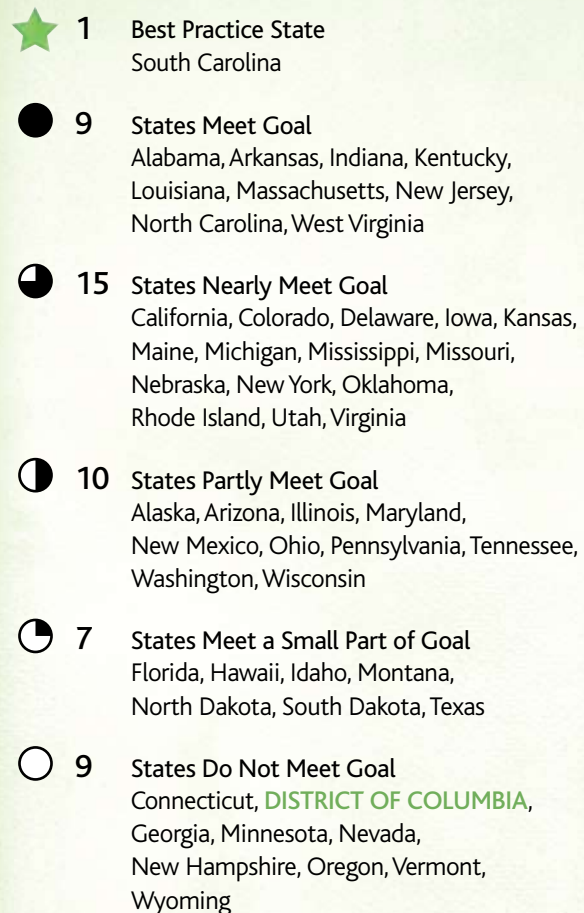 1 Best Practice State
South Carolina
9 States Meet Goal
Alabama, Arkansas, Indiana, Kentucky,
Louisiana, Massachusetts, New Jersey,
North Carolina, West Virginia
15 States Nearly Meet Goal
California, Colorado, Delaware, Iowa, Kansas,
Maine, Michigan, Mississippi, Missouri,
Nebraska, New York, Oklahoma,
Rhode Island, Utah, Virginia
10 States Partly Meet Goal
Alaska, Arizona, Illinois, Maryland,
New Mexico, Ohio, Pennsylvania, Tennessee,
Washington, Wisconsin
7 States Meet a Small Part of Goal
Florida, Hawaii, Idaho, Montana,
North Dakota, South Dakota, Texas
9 States Do Not Meet Goal
Connecticut, DISTRICT OF COLUMBIA,
Georgia, Minnesota, Nevada,
New Hampshire, Oregon, Vermont,
Wyoming